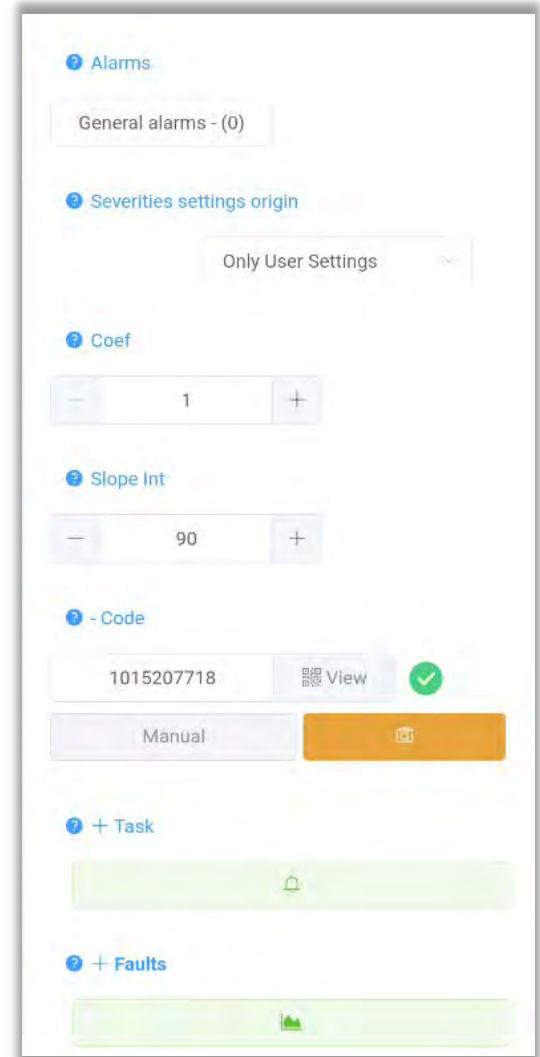 ? Alarms
General alarms - (0)
? Severities settings origin
Only User Settings
? Coef
− 1 +
? Slope Int
− 90 +
? - Code
1015207718 View
Manual
? + Task
? + Faults